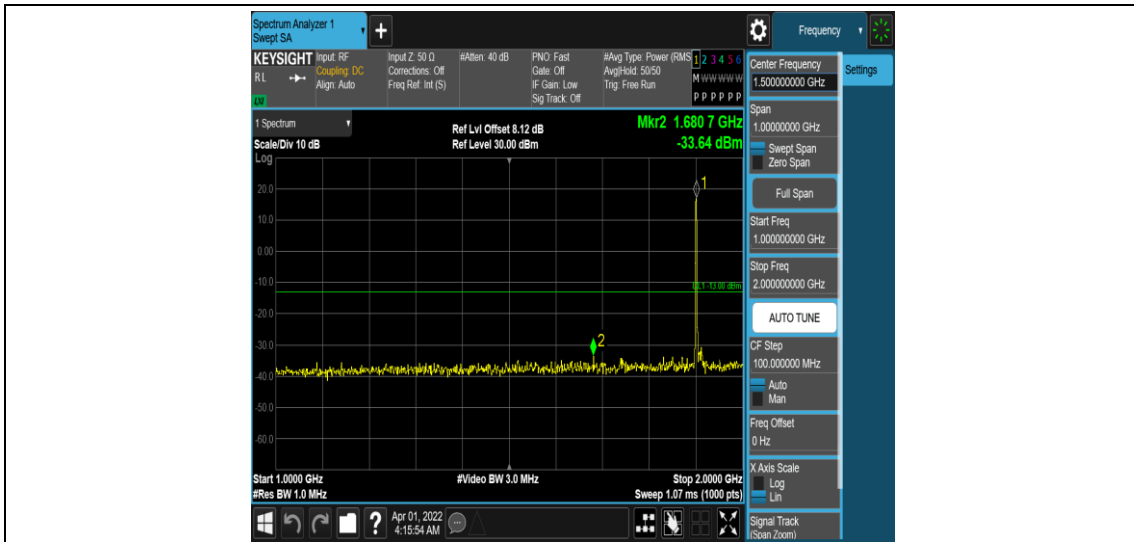 Spectrum Analyzer 1
Swept SA
+
Frequency
KEYSIGHT
RL
LXI
Input: RF
Coupling: DC
Align: Auto
Input Z: 50 Ω
Corrections: Off
Freq Ref: Int (S)
#Atten: 40 dB
PNO: Fast
Gate: Off
IF Gain: Low
Sig Track: Off
#Avg Type: Power (RMS
Avg|Hold: 50/50
Trig: Free Run
1 2 3 4 5 6
M W W W W W
P P P P P P
1 Spectrum
Scale/Div 10 dB
Log
Ref Lvl Offset 8.12 dB
Ref Level 30.00 dBm
Mkr2 1.680 7 GHz
-33.64 dBm
1
20.0
10.0
0.00
-10.0
DL1 -13.00 dBm
-20.0
-30.0
2
-40.0
-50.0
-60.0
Start 1.0000 GHz
#Res BW 1.0 MHz
#Video BW 3.0 MHz
Stop 2.0000 GHz
Sweep 1.07 ms (1000 pts)
?
Apr 01, 2022
4:15:54 AM
Center Frequency
1.500000000 GHz
Settings
Span
1.00000000 GHz
Swept Span
Zero Span
Full Span
Start Freq
1.000000000 GHz
Stop Freq
2.000000000 GHz
AUTO TUNE
CF Step
100.000000 MHz
Auto
Man
Freq Offset
0 Hz
X Axis Scale
Log
Lin
Signal Track
(Span Zoom)